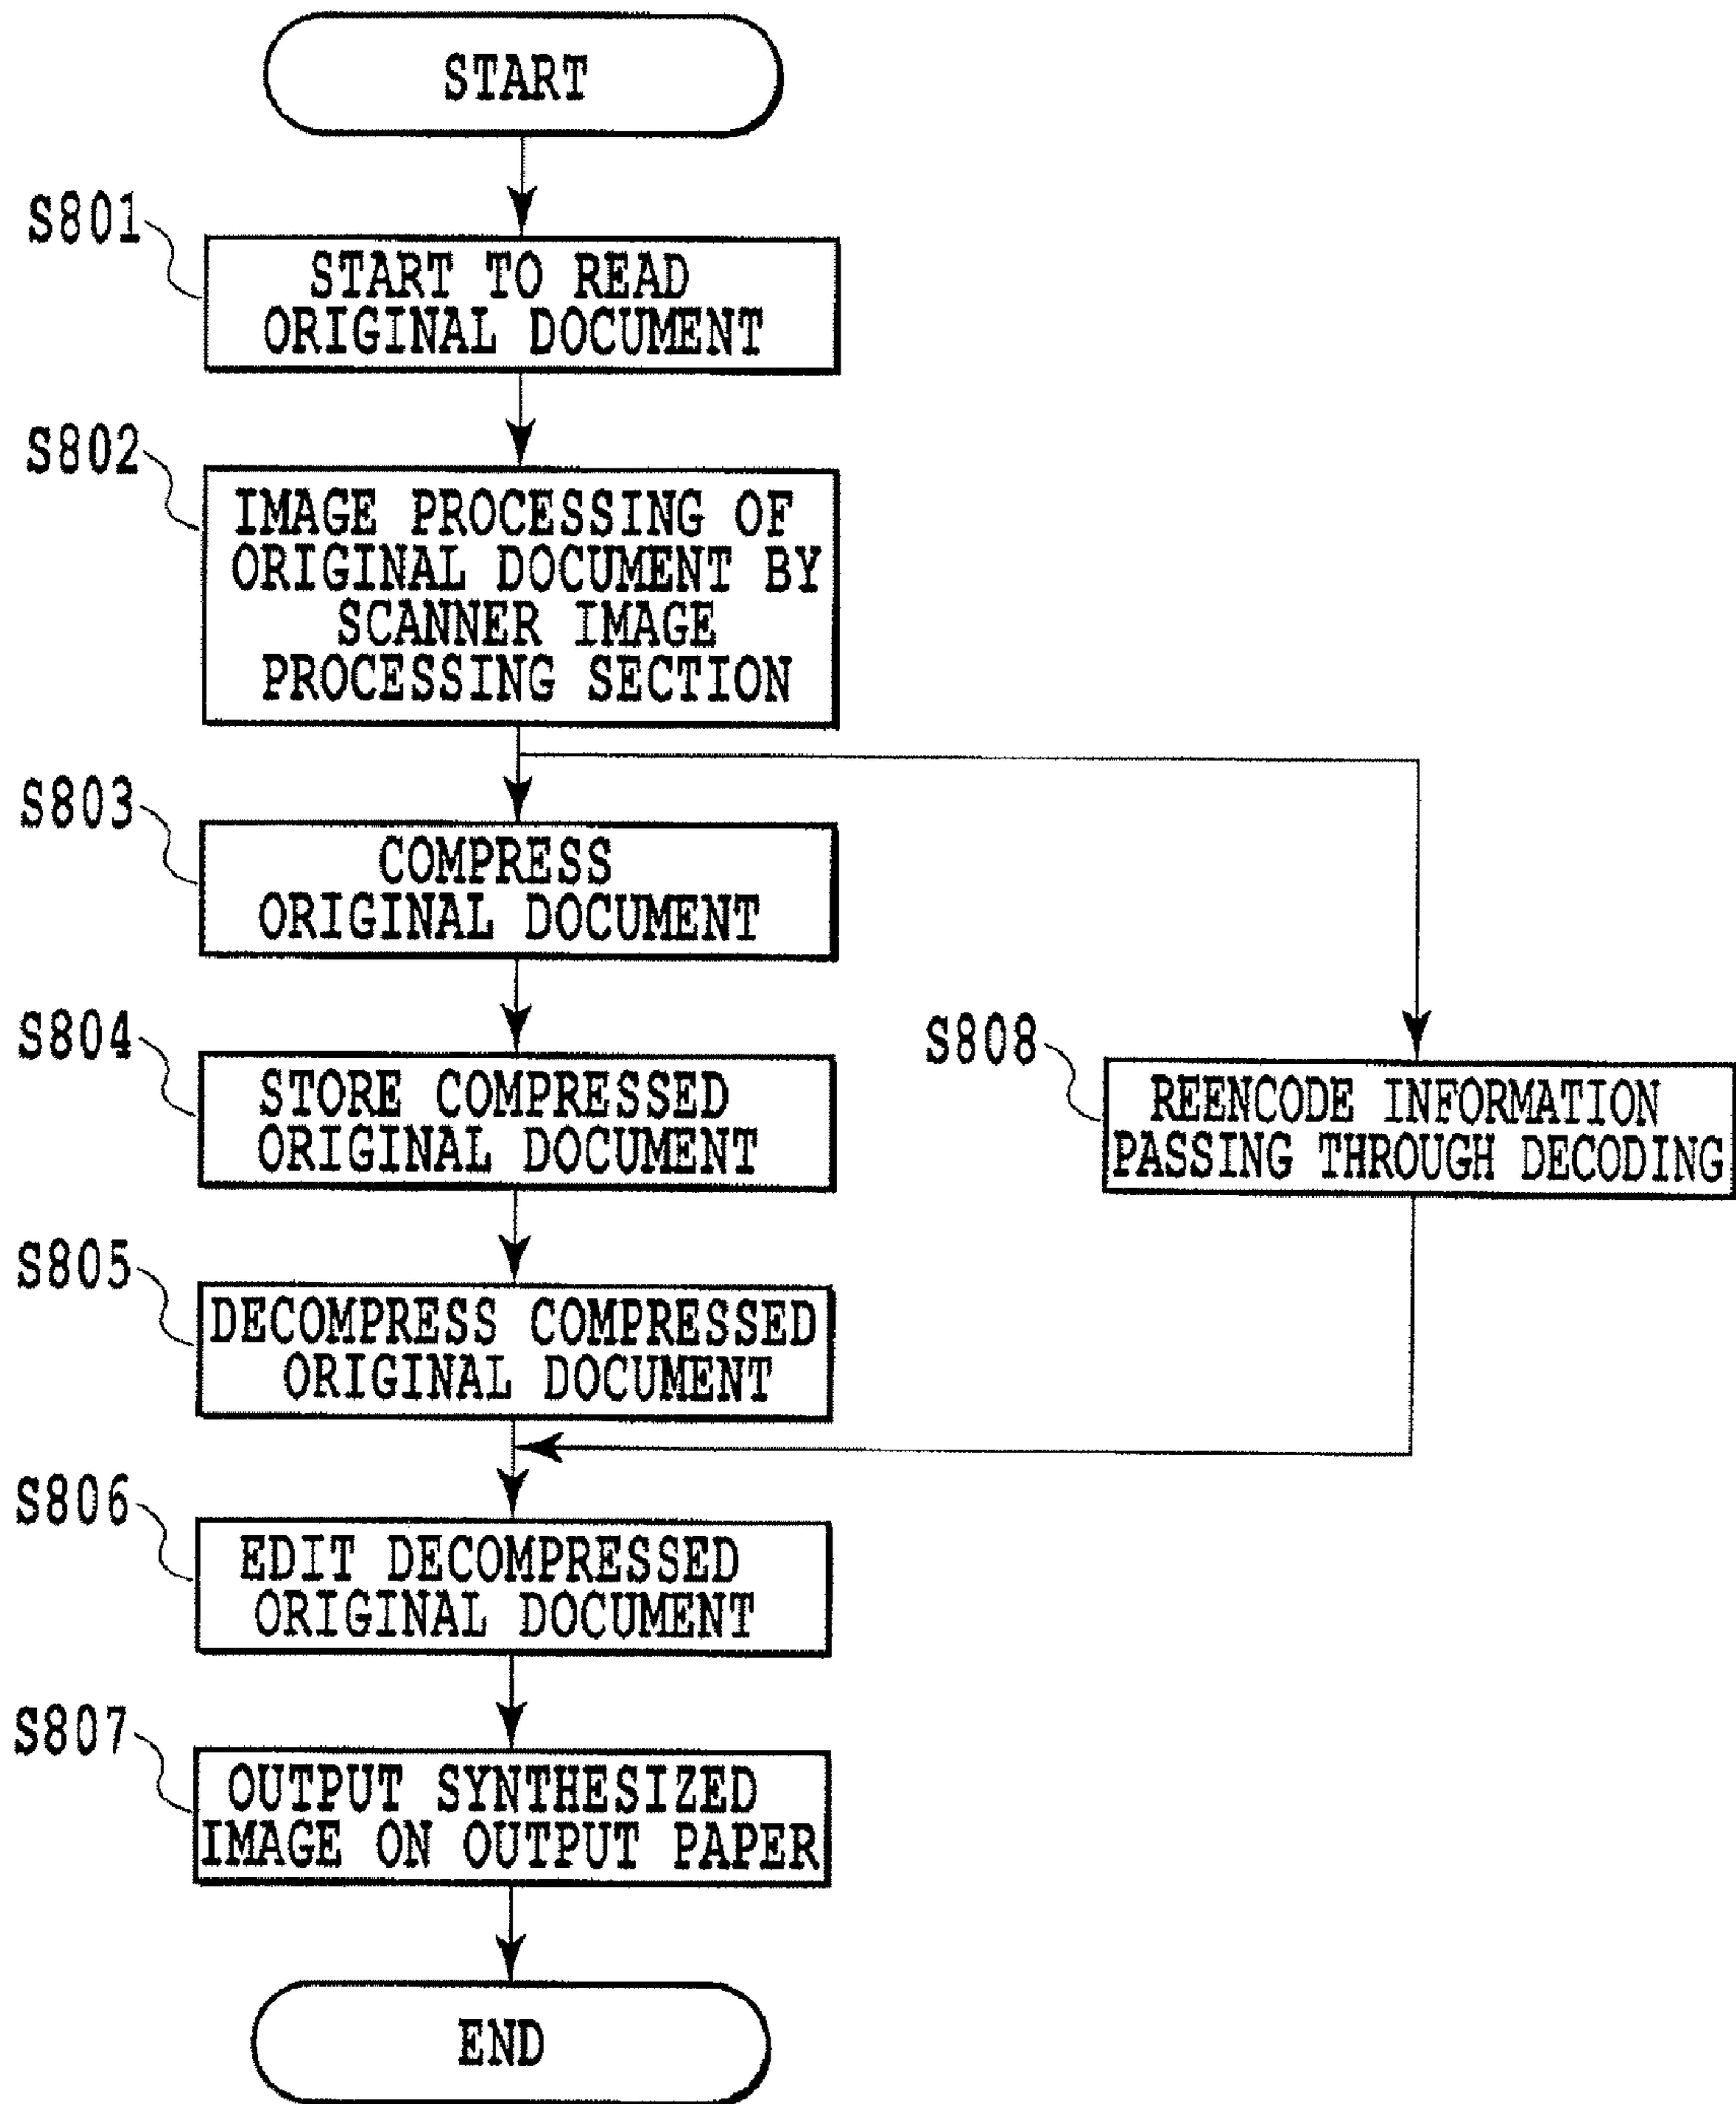 START
S801
START TO READ
ORIGINAL DOCUMENT
S802
IMAGE PROCESSING OF
ORIGINAL DOCUMENT BY
SCANNER IMAGE
PROCESSING SECTION
S803
COMPRESS
ORIGINAL DOCUMENT
S804
STORE COMPRESSED
ORIGINAL DOCUMENT
S808
REENCODE INFORMATION
PASSING THROUGH DECODING
S805
DECOMPRESS COMPRESSED
ORIGINAL DOCUMENT
S806
EDIT DECOMPRESSED
ORIGINAL DOCUMENT
S807
OUTPUT SYNTHESIZED
IMAGE ON OUTPUT PAPER
END